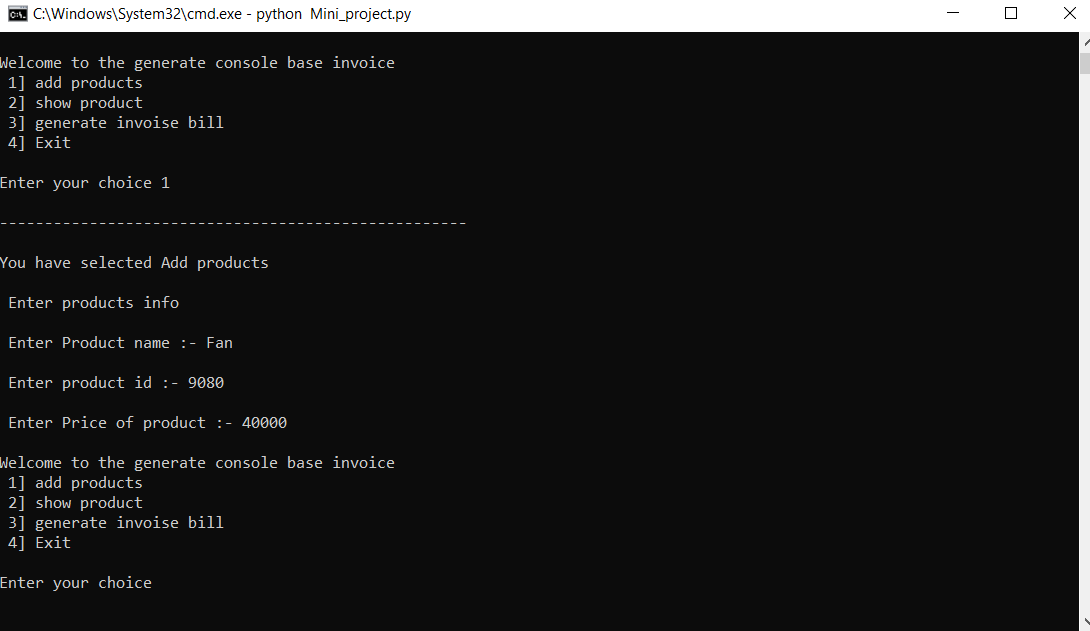 C:\Windows\System32\cmd.exe - python  Mini_project.py
Welcome to the generate console base invoice
1] add products
2] show product
3] generate invoise bill
4] Exit
Enter your choice 1
----------------------------------------------------
You have selected Add products
Enter products info
Enter Product name :- Fan
Enter product id :- 9080
Enter Price of product :- 40000
Welcome to the generate console base invoice
1] add products
2] show product
3] generate invoise bill
4] Exit
Enter your choice